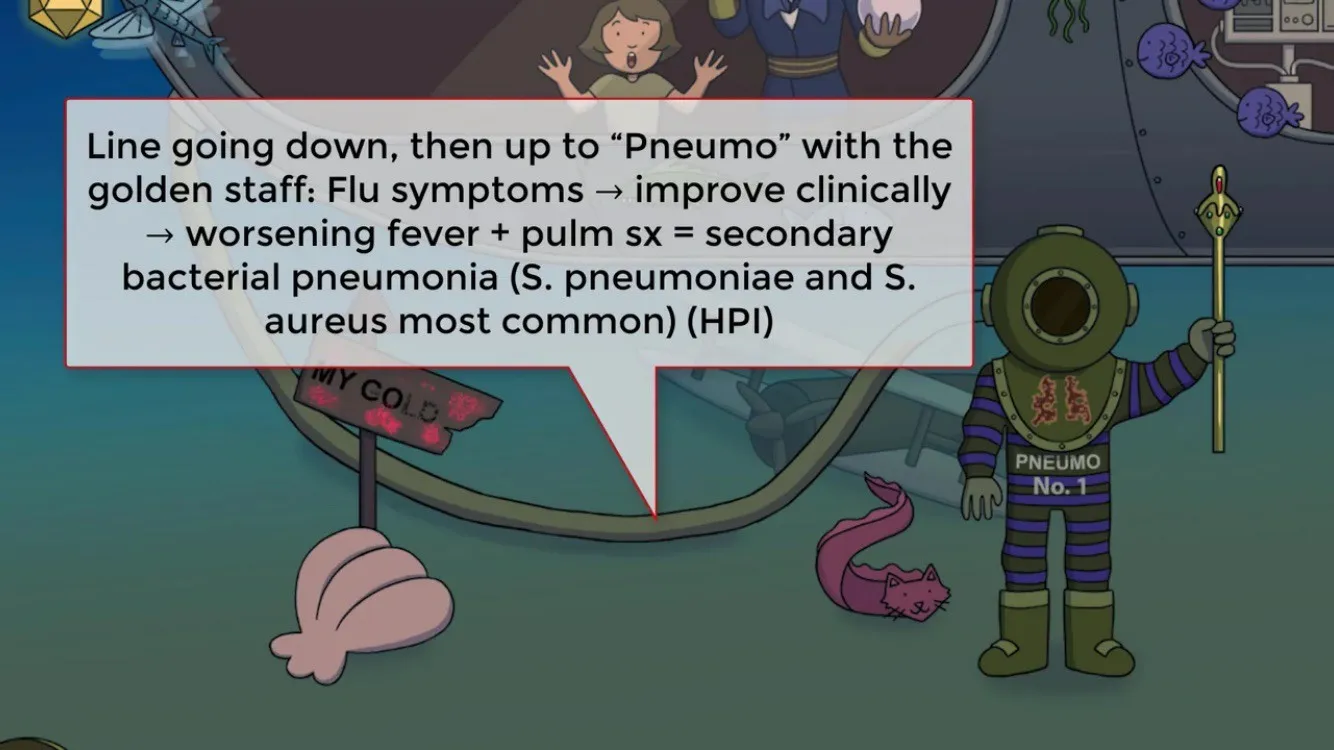 Line going down, then up to “Pneumo” with the
golden staff: Flu symptoms → improve clinically
→ worsening fever + pulm sx = secondary
bacterial pneumonia (S. pneumoniae and S.
aureus most common) (HPI)
MY COLD
PNEUMO
No. 1